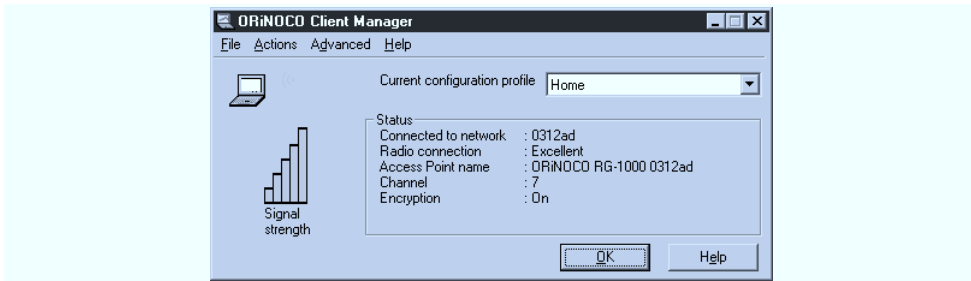 ORiNOCO Client Manager
File Actions Advanced Help
Current configuration profile Home
Status
Connected to network : 0312ad
Radio connection : Excellent
Access Point name : ORiNOCO RG-1000 0312ad
Channel : 7
Encryption : On
Signal
strength
OK Help